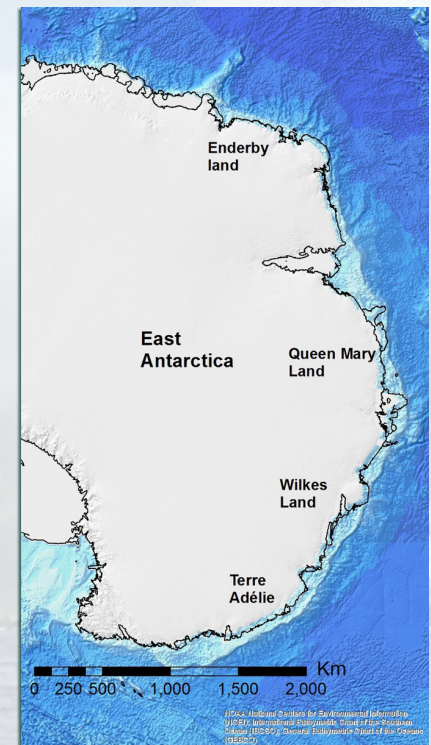 Enderby
land
East
Antarctica
Queen Mary
Land
Wilkes
Land
Terre
Adélie
Km
0 250 500 1,000 1,500 2,000
NOAA National Centers for Environmental Information
(NCEI); International Bathymetric Chart of the Southern
Ocean (IBCSO); General Bathymetric Chart of the Oceans
(GEBCO)